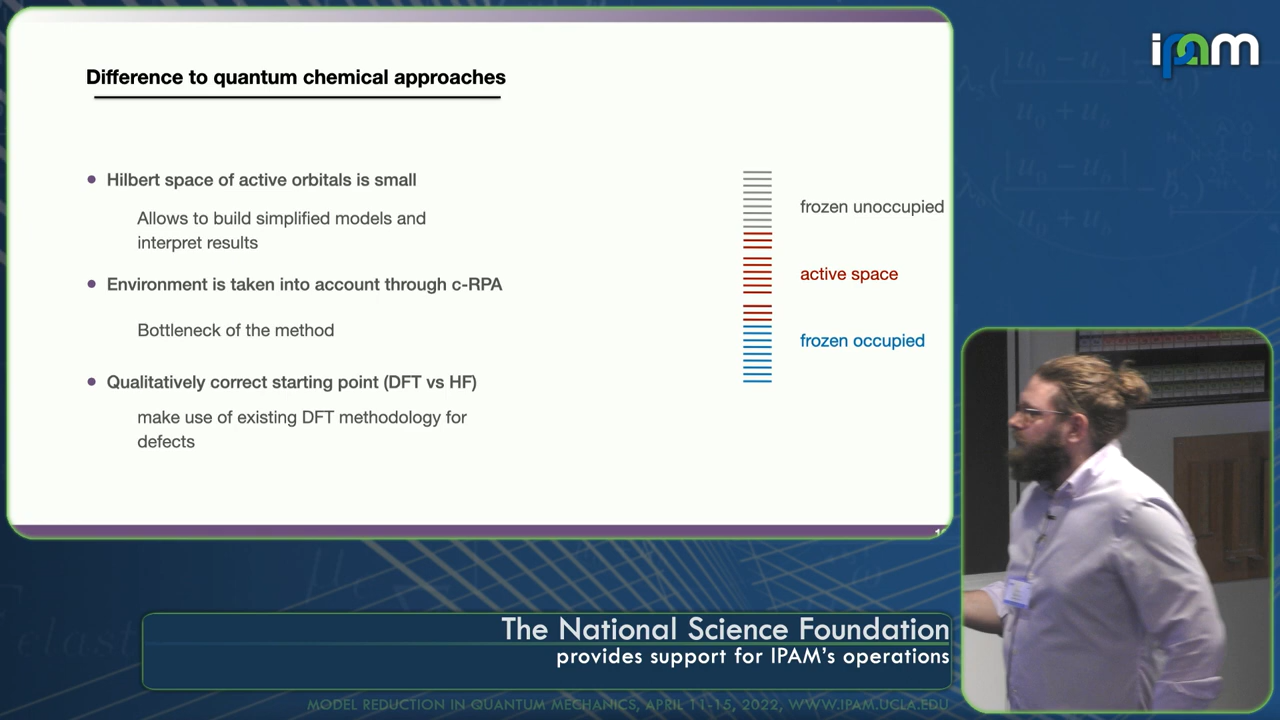 Difference to quantum chemical approaches
Hilbert space of active orbitals is small
Allows to build simplified models and
interpret results
Environment is taken into account through c-RPA
Bottleneck of the method
Qualitatively correct starting point (DFT vs HF)
make use of existing DFT methodology for
defects
frozen unoccupied
active space
frozen occupied
ipam
The National Science Foundation
provides support for IPAM's operations
MODEL REDUCTION IN QUANTUM MECHANICS, APRIL 11-15, 2022, WWW.IPAM.UCLA.EDU